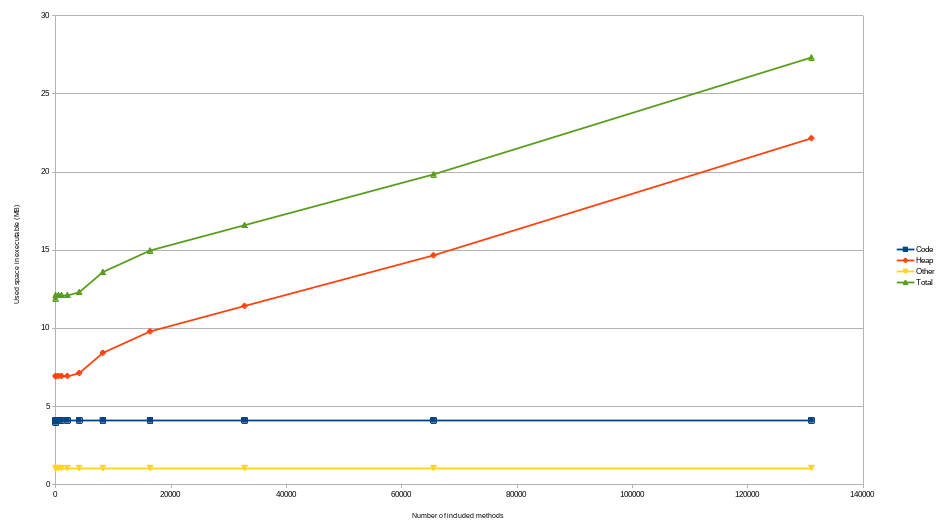 30
25
20
15
10
5
0
Used space in executable (MB)
0 20000 40000 60000 80000 100000 120000 140000
Number of included methods
Code
Heap
Other
Total